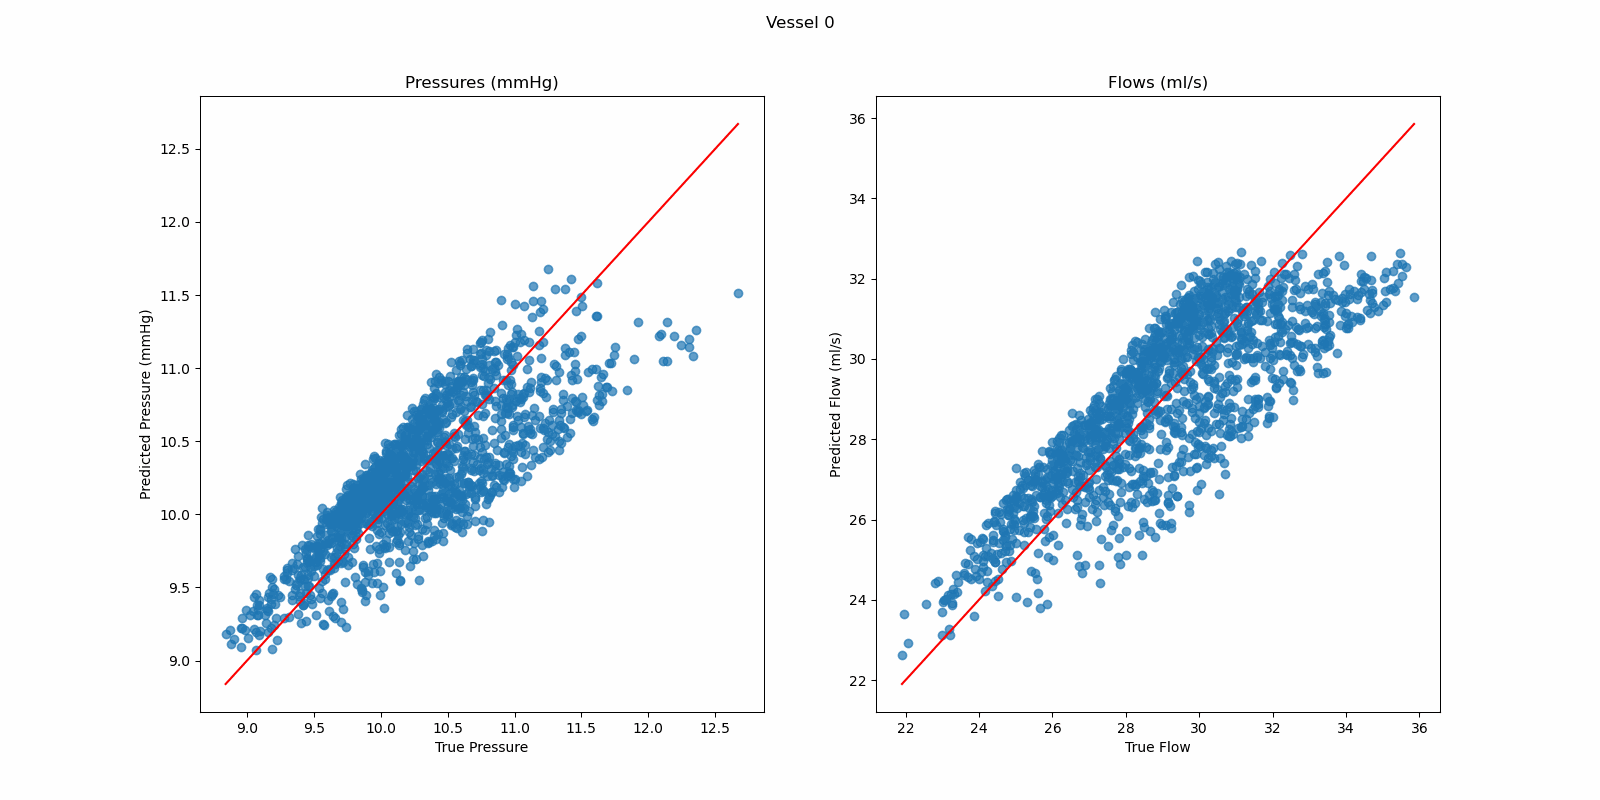 Vessel 0
Pressures (mmHg)
Predicted Pressure (mmHg)
12.5
12.0
11.5
11.0
10.5
10.0
9.5
9.0
9.0 9.5 10.0 10.5 11.0 11.5 12.0 12.5
True Pressure
Flows (ml/s)
Predicted Flow (ml/s)
36
34
32
30
28
26
24
22
22 24 26 28 30 32 34 36
True Flow